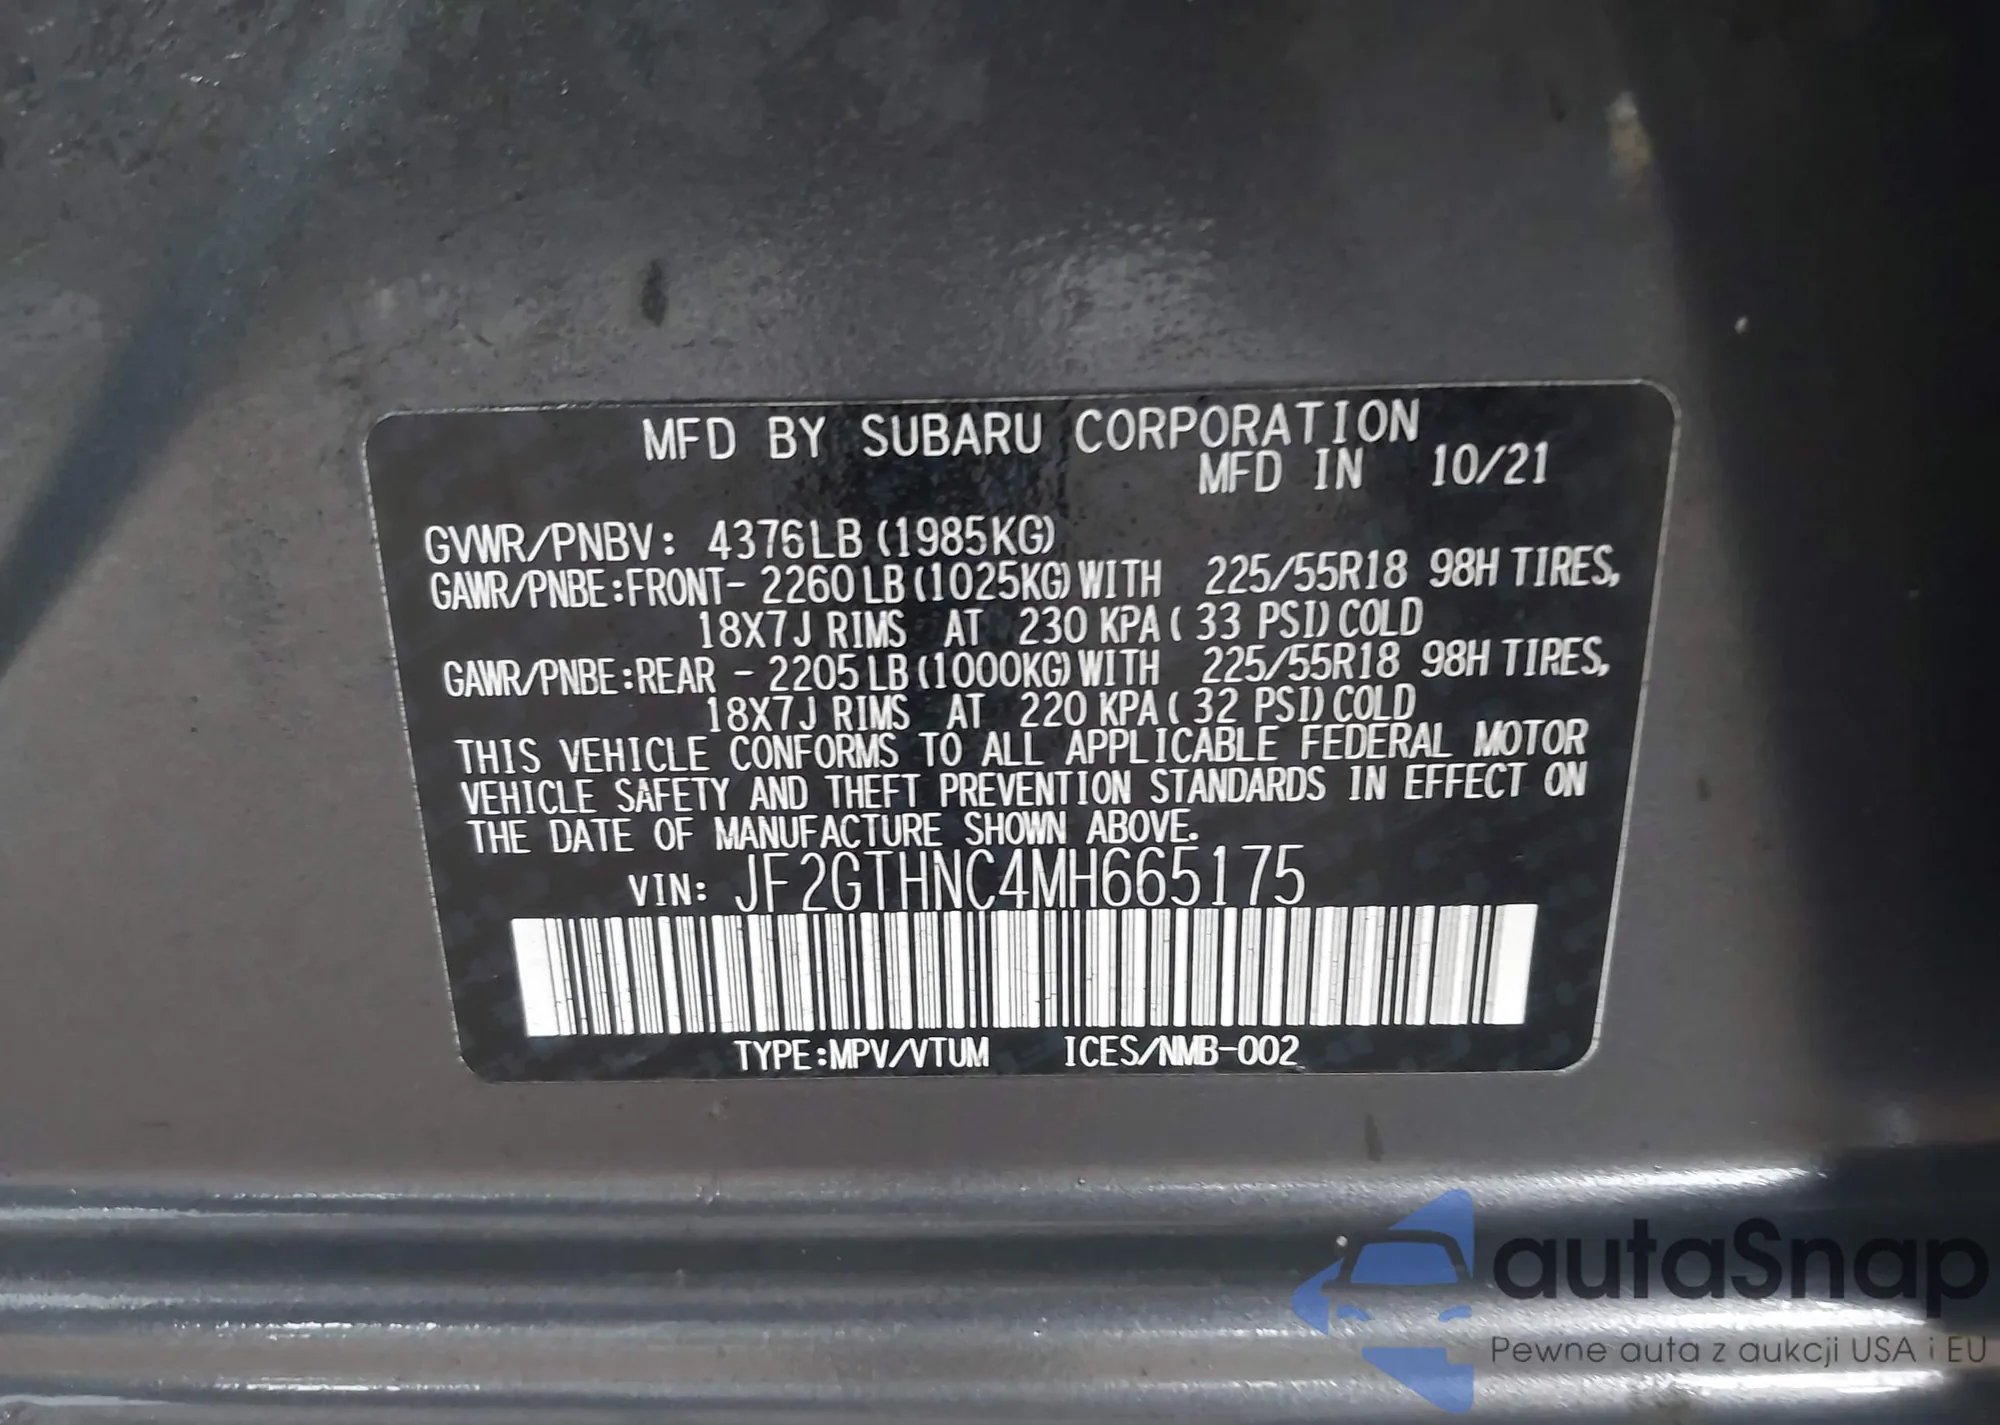 MFD BY SUBARU CORPORATION
MFD IN 10/21
GVWR/PNBV: 4376LB (1985KG)
GAWR/PNBE:FRONT- 2260LB (1025KG) WITH 225/55R18 98H TIRES,
18X7J RIMS AT 230 KPA ( 33 PSI) COLD
GAWR/PNBE:REAR - 2205LB (1000KG) WITH 225/55R18 98H TIRES,
18X7J RIMS AT 220 KPA ( 32 PSI) COLD
THIS VEHICLE CONFORMS TO ALL APPLICABLE FEDERAL MOTOR
VEHICLE SAFETY AND THEFT PREVENTION STANDARDS IN EFFECT ON
THE DATE OF MANUFACTURE SHOWN ABOVE.
VIN: JF2GTHNC4MH665175
TYPE:MPV/VTUM ICES/NMB-002
autaSnap
Pewne auta z aukcji USA i EU